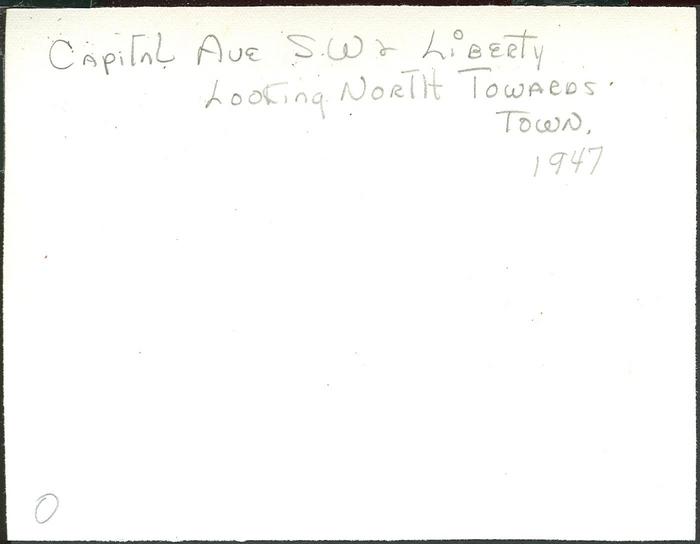 Capital Ave S.W & Liberty
Looking North Towards
Town.
1947
0